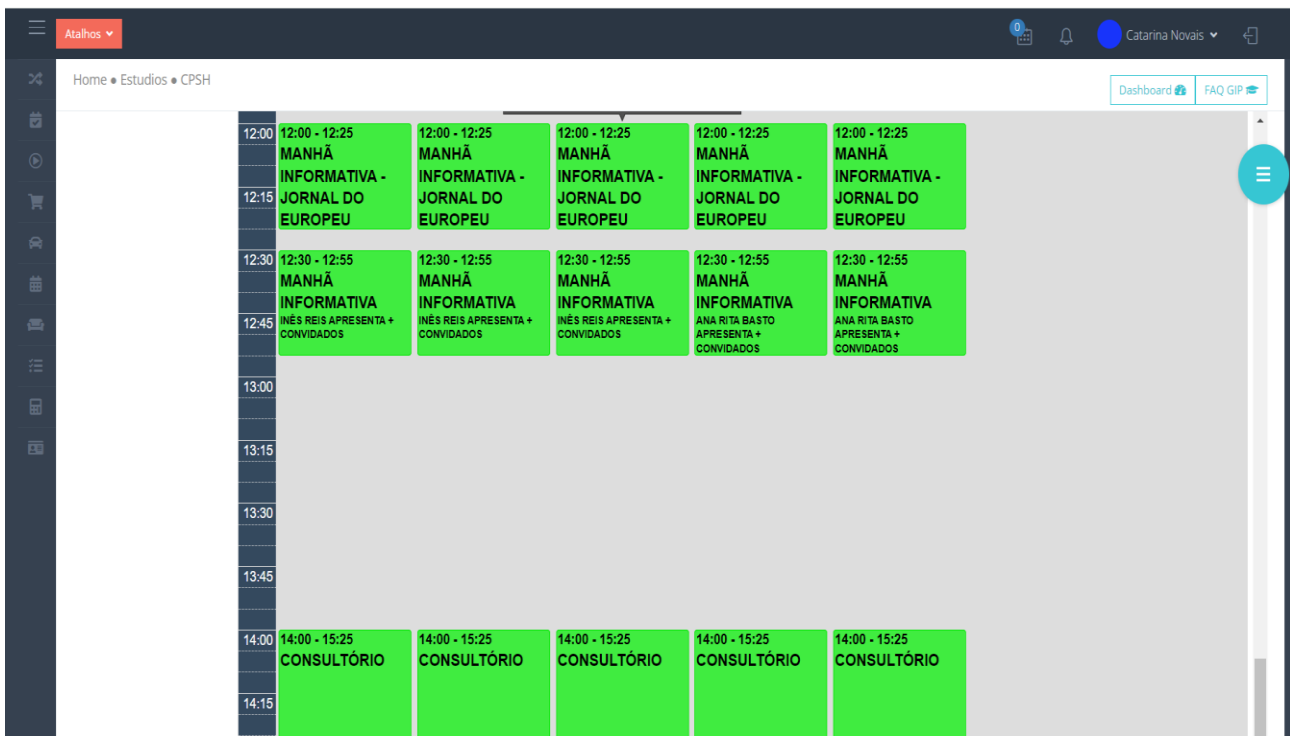 Atalhos
0
Catarina Novais
Home ● Estudios ● CPSH
Dashboard
FAQ GIP
12:00
12:00 - 12:25
MANHÃ
INFORMATIVA -
JORNAL DO
EUROPEU
12:00 - 12:25
MANHÃ
INFORMATIVA -
JORNAL DO
EUROPEU
12:00 - 12:25
MANHÃ
INFORMATIVA -
JORNAL DO
EUROPEU
12:00 - 12:25
MANHÃ
INFORMATIVA -
JORNAL DO
EUROPEU
12:00 - 12:25
MANHÃ
INFORMATIVA -
JORNAL DO
EUROPEU
12:15
12:30
12:30 - 12:55
MANHÃ
INFORMATIVA
INÊS REIS APRESENTA +
CONVIDADOS
12:30 - 12:55
MANHÃ
INFORMATIVA
INÊS REIS APRESENTA +
CONVIDADOS
12:30 - 12:55
MANHÃ
INFORMATIVA
INÊS REIS APRESENTA +
CONVIDADOS
12:30 - 12:55
MANHÃ
INFORMATIVA
ANA RITA BASTO
APRESENTA +
CONVIDADOS
12:30 - 12:55
MANHÃ
INFORMATIVA
ANA RITA BASTO
APRESENTA +
CONVIDADOS
12:45
13:00
13:15
13:30
13:45
14:00
14:00 - 15:25
CONSULTÓRIO
14:00 - 15:25
CONSULTÓRIO
14:00 - 15:25
CONSULTÓRIO
14:00 - 15:25
CONSULTÓRIO
14:00 - 15:25
CONSULTÓRIO
14:15